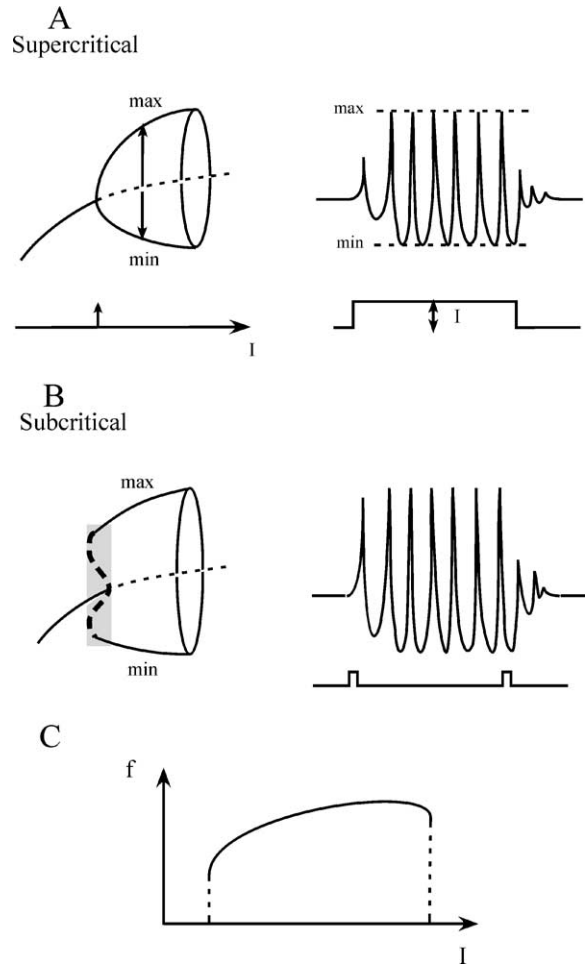 A
Supercritical
max
min
I
max
min
I
B
Subcritical
max
min
C
f
I